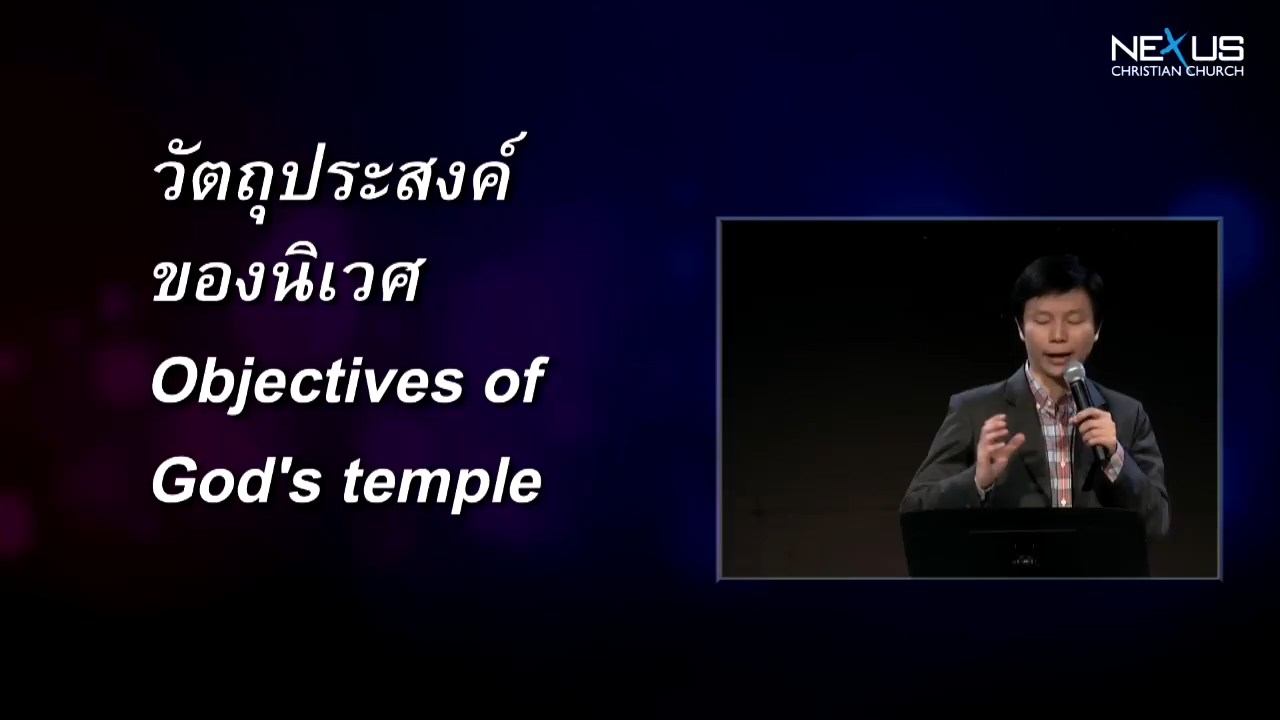 NEXUS
CHRISTIAN CHURCH
วัตถุประสงค์
ของนิเวศ
Objectives of
God's temple